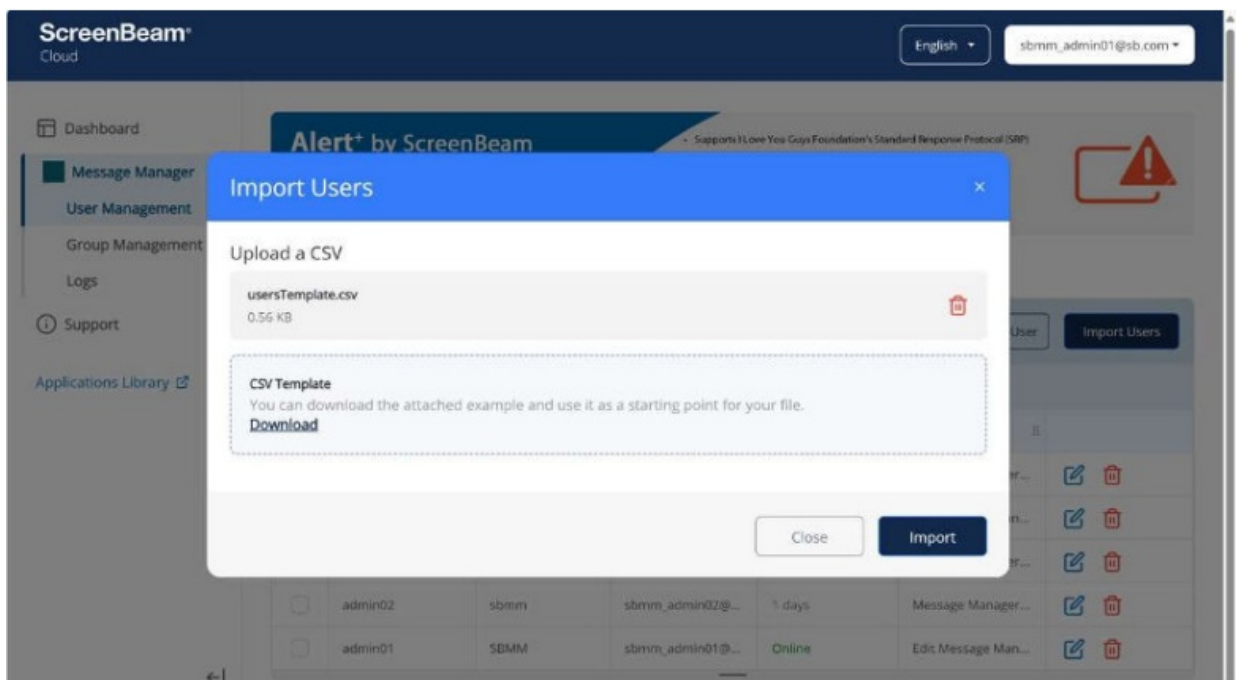 ScreenBeam®
Cloud
English
sbmm_admin01@sb.com
Dashboard
Message Manager
User Management
Group Management
Logs
Support
Applications Library
Alert+ by ScreenBeam
• Supports I Love You Guys Foundation's Standard Response Protocol (SRP)
Import Users
×
Upload a CSV
usersTemplate.csv
0.56 KB
CSV Template
You can download the attached example and use it as a starting point for your file.
Download
Close
Import
User
Import Users
admin02 sbmm sbmm_admin02@... 1 days Message Manager...
admin01 SBMM sbmm_admin01@... Online Edit Message Man...